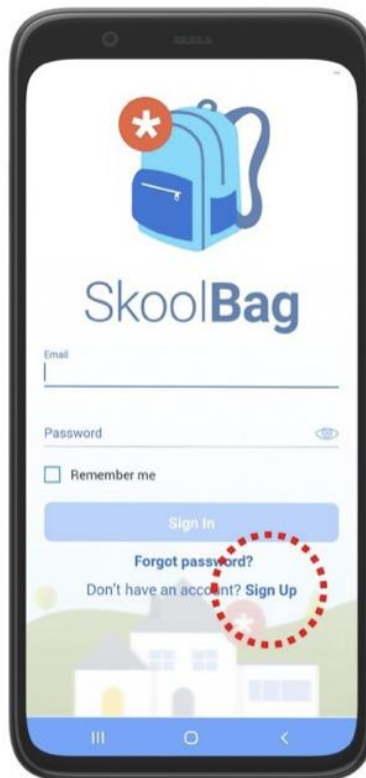 SkoolBag
Email
Password
Remember me
Sign In
Forgot password?
Don't have an account? Sign Up